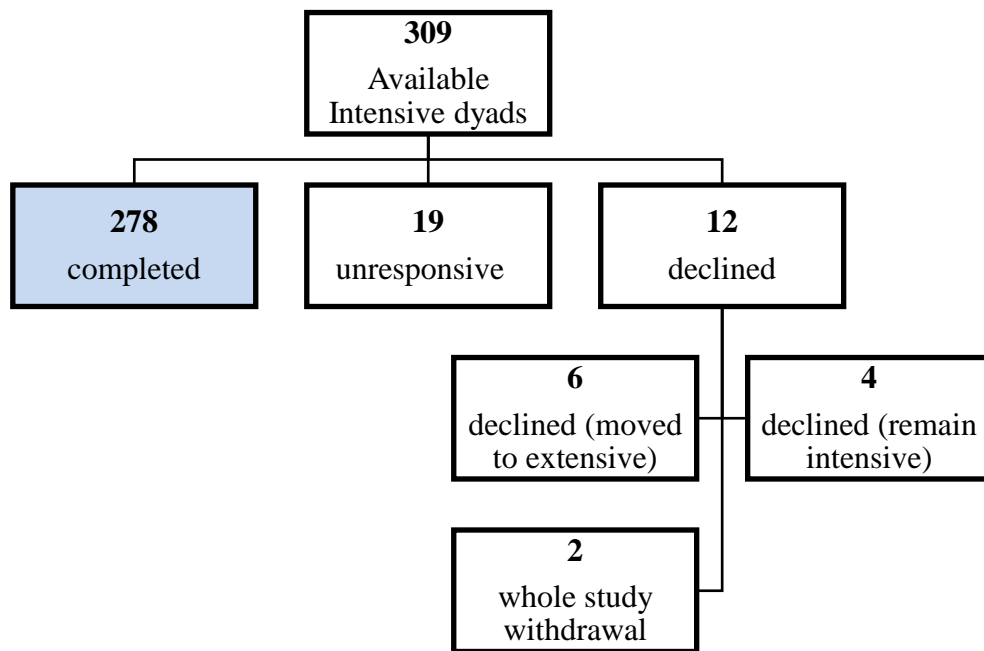 309
Available
Intensive dyads
278
completed
19
unresponsive
12
declined
6
declined (moved
to extensive)
4
declined (remain
intensive)
2
whole study
withdrawal